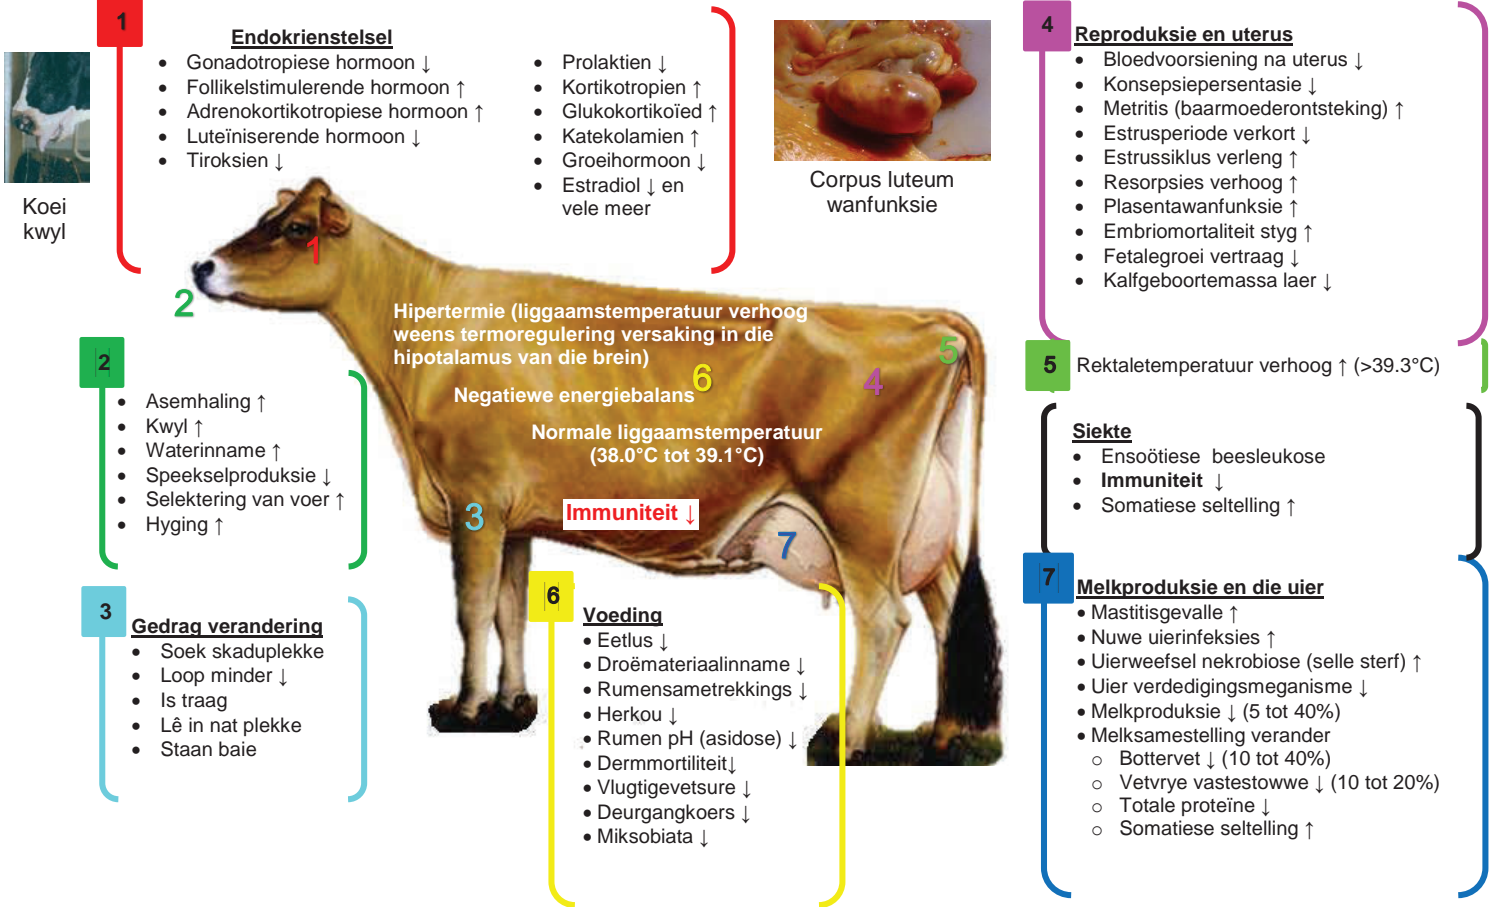 1
Endokrienstelsel
• Gonadotropiese hormoon ↓
• Follikelstimulerende hormoon ↑
• Adrenokortikotropiese hormoon ↑
• Luteïniserende hormoon ↓
• Tiroksien ↓
• Prolaktien ↓
• Kortikotropien ↑
• Glukokortikoïed ↑
• Katekolamien ↑
• Groeihormoon ↓
• Estradiol ↓ en
vele meer
Koei
kwyl
Corpus luteum
wanfunksie
4
Reproduksie en uterus
• Bloedvoorsiening na uterus ↓
• Konsepsiepersentasie ↓
• Metritis (baarmoederontsteking) ↑
• Estrusperiode verkort ↓
• Estrussiklus verleng ↑
• Resorpsies verhoog ↑
• Plasentawanfunksie ↑
• Embriomortaliteit styg ↑
• Fetalegroei vertraag ↓
• Kalfgeboortemassa laer ↓
1
2
Hipertermie (liggaamstemperatuur verhoog
weens termoregulering versaking in die
hipotalamus van die brein)
5
6
4
Negatiewe energiebalans
Normale liggaamstemperatuur
(38.0°C tot 39.1°C)
3
Immuniteit ↓
7
2
• Asemhaling ↑
• Kwyl ↑
• Waterinname ↑
• Speekselproduksie ↓
• Selektering van voer ↑
• Hyging ↑
5
Rektaletemperatuur verhoog ↑ (>39.3°C)
Siekte
• Ensoötiese beesleukose
• Immuniteit ↓
• Somatiese seltelling ↑
3
Gedrag verandering
• Soek skaduplekke
• Loop minder ↓
• Is traag
• Lê in nat plekke
• Staan baie
6
Voeding
• Eetlus ↓
• Droëmateriaalinname ↓
• Rumensametrekkings ↓
• Herkou ↓
• Rumen pH (asidose) ↓
• Dermmortiliteit↓
• Vlugtigevetsure ↓
• Deurgangkoers ↓
• Miksobiata ↓
7
Melkproduksie en die uier
• Mastitisgevalle ↑
• Nuwe uierinfeksies ↑
• Uierweefsel nekrobiose (selle sterf) ↑
• Uier verdedigingsmeganisme ↓
• Melkproduksie ↓ (5 tot 40%)
• Melksamestelling verander
o Bottervet ↓ (10 tot 40%)
o Vetvrye vastestowwe ↓ (10 tot 20%)
o Totale proteïne ↓
o Somatiese seltelling ↑